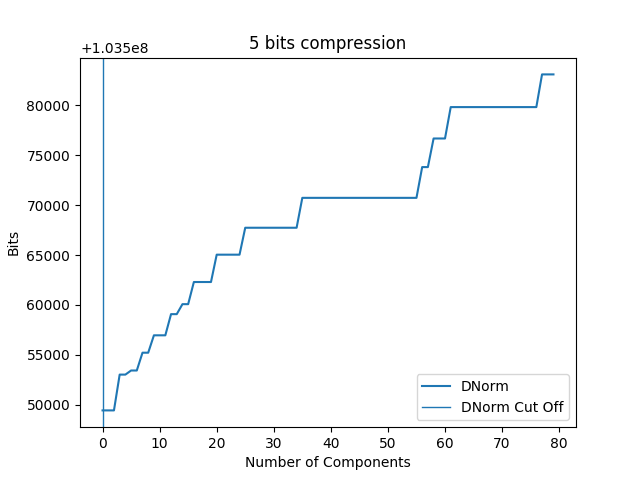 5 bits compression
+1.035e8
80000
75000
70000
65000
60000
55000
50000
Bits
0 10 20 30 40 50 60 70 80
Number of Components
DNorm
DNorm Cut Off